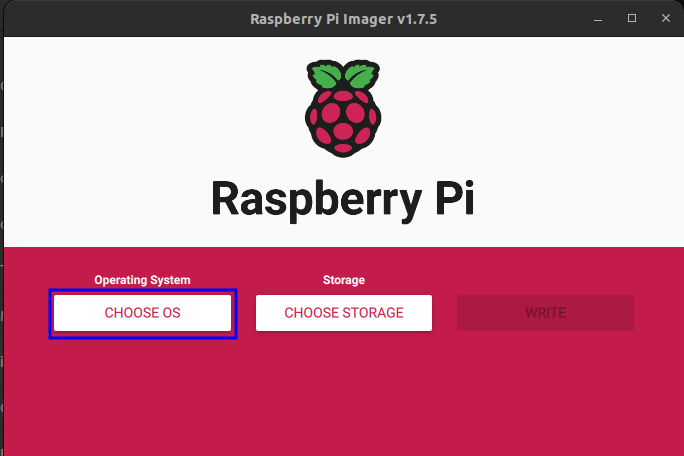 Raspberry Pi Imager v1.7.5
Raspberry Pi
Operating System
Storage
CHOOSE OS
CHOOSE STORAGE
WRITE